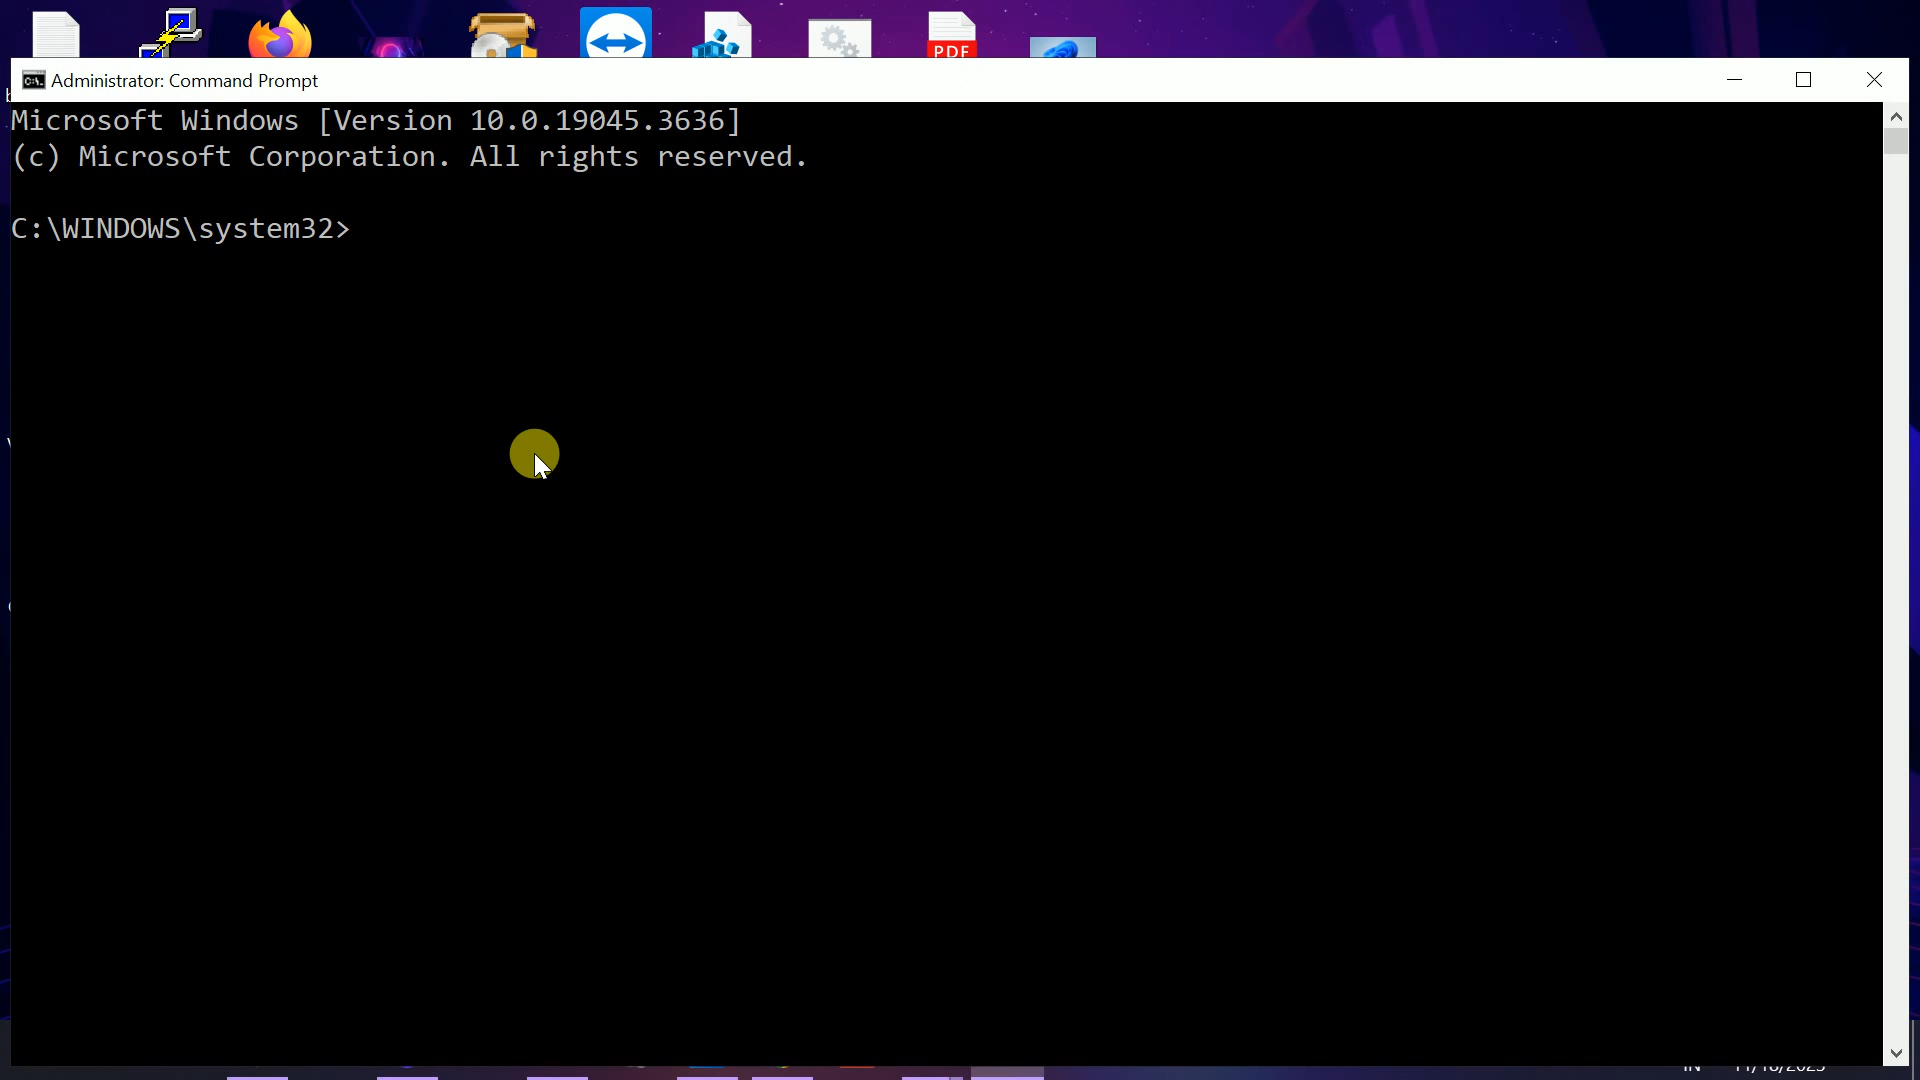 PDF
Administrator: Command Prompt
Microsoft Windows [Version 10.0.19045.3636]
(c) Microsoft Corporation. All rights reserved.
C:\WINDOWS\system32>